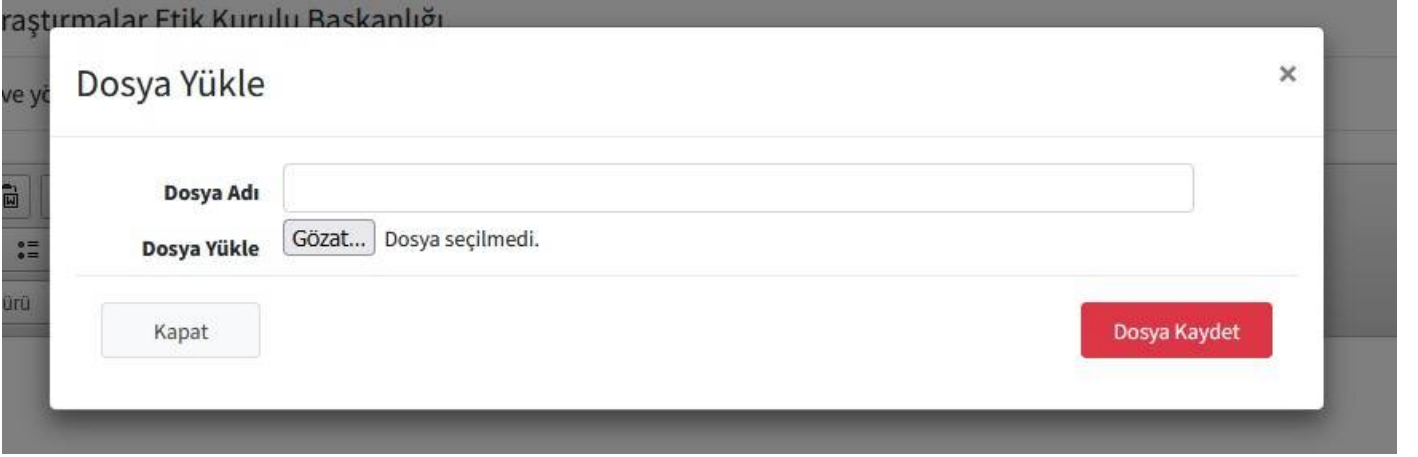 raştırmalar Etik Kurulu Başkanlığı
Dosya Yükle
×
ve yö
Dosya Adı
Dosya Yükle
Gözat... Dosya seçilmedi.
ürü
Kapat
Dosya Kaydet